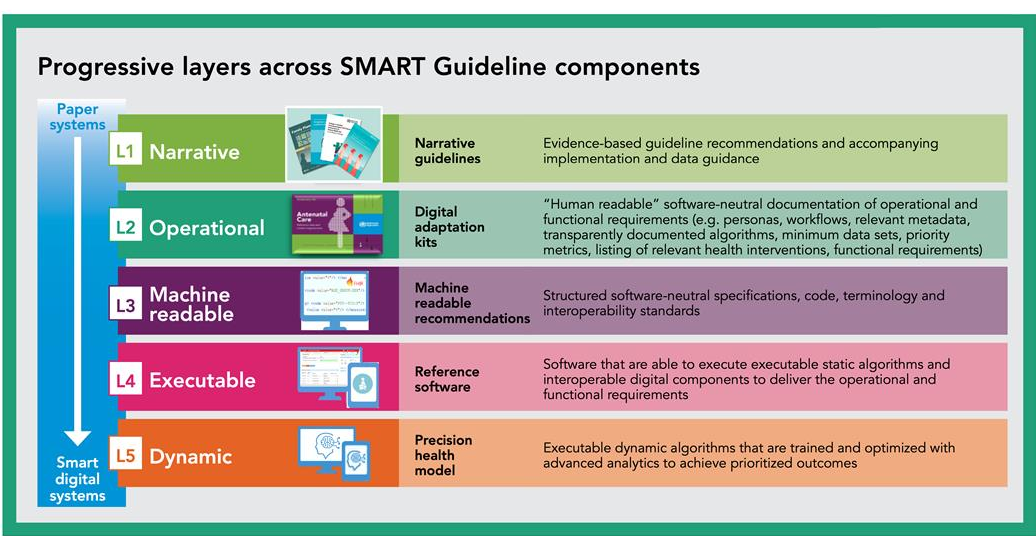 Progressive layers across SMART Guideline components
Paper
systems
L1 Narrative
Narrative
guidelines
Evidence-based guideline recommendations and accompanying
implementation and data guidance
L2 Operational
Antenatal
Care
Digital
adaptation
kits
“Human readable” software-neutral documentation of operational and
functional requirements (e.g. personas, workflows, relevant metadata,
transparently documented algorithms, minimum data sets, priority
metrics, listing of relevant health interventions, functional requirements)
L3 Machine
readable
Machine
readable
recommendations
Structured software-neutral specifications, code, terminology and
interoperability standards
L4 Executable
Reference
software
Software that are able to execute executable static algorithms and
interoperable digital components to deliver the operational and
functional requirements
L5 Dynamic
Precision
health
model
Executable dynamic algorithms that are trained and optimized with
advanced analytics to achieve prioritized outcomes
Smart
digital
systems